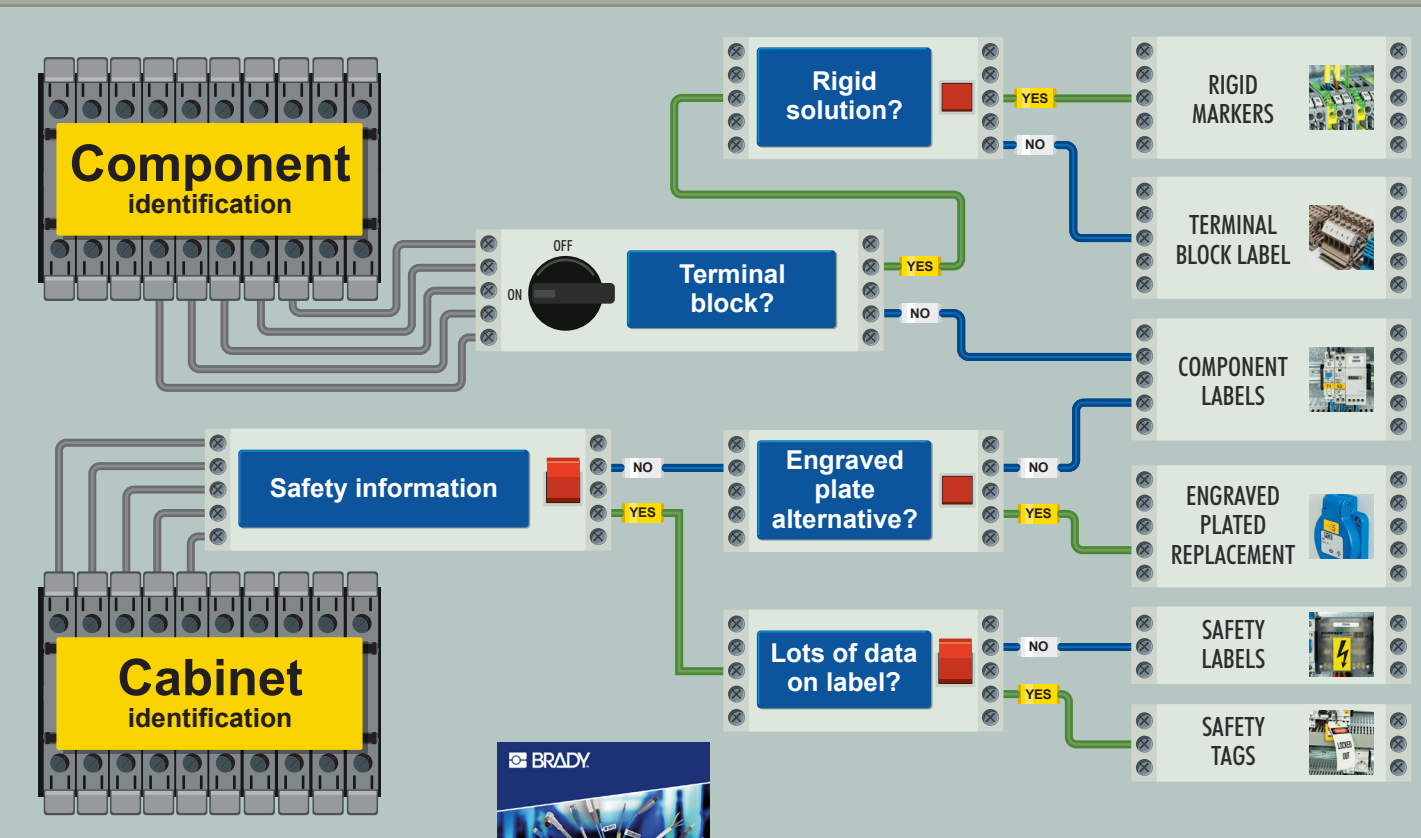 Component
identification
OFF
ON
Terminal
block?
YES
NO
Rigid
solution?
YES
NO
RIGID
MARKERS
TERMINAL
BLOCK LABEL
COMPONENT
LABELS
Cabinet
identification
Safety information
NO
YES
Engraved
plate
alternative?
NO
YES
ENGRAVED
PLATED
REPLACEMENT
Lots of data
on label?
NO
YES
SAFETY
LABELS
SAFETY
TAGS
LOCKED
OUT
BRADY